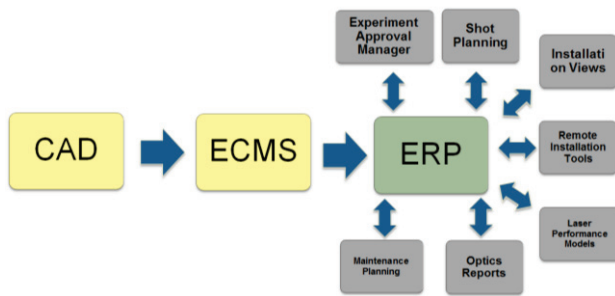 Experiment
Approval
Manager
Shot
Planning
Installati
on Views
CAD
ECMS
ERP
Remote
Installation
Tools
Maintenance
Planning
Optics
Reports
Laser
Performance
Models